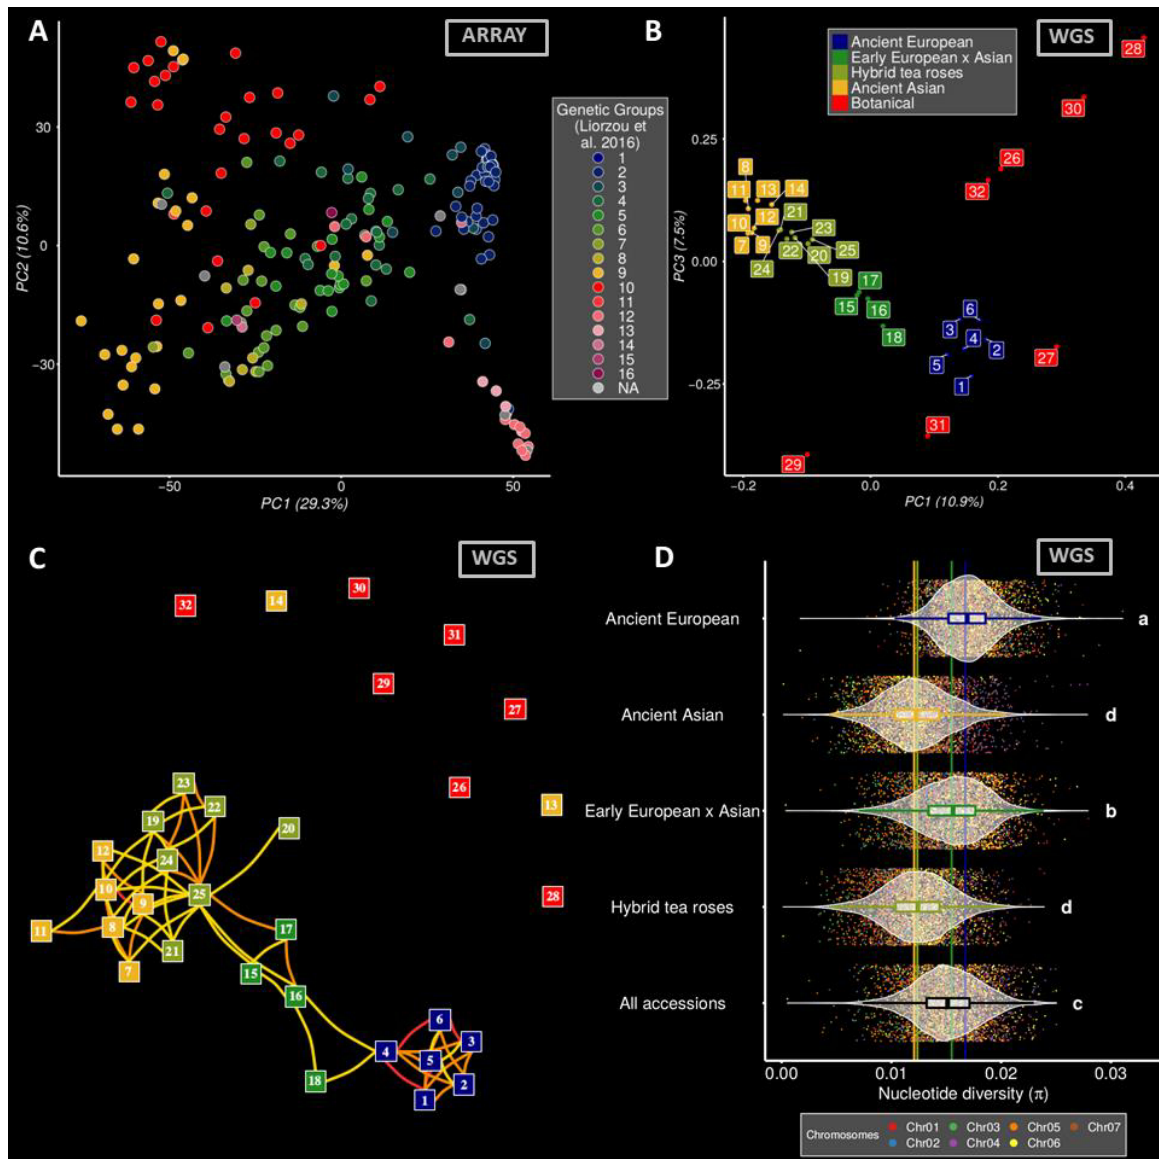 A
ARRAY
PC2 (10.6%)
30
0
−30
−50
0
50
PC1 (29.3%)
Genetic Groups
(Liorzou et
al. 2016)
1
2
3
4
5
6
7
8
9
10
11
12
13
14
15
16
NA
B
WGS
Ancient European
Early European x Asian
Hybrid tea roses
Ancient Asian
Botanical
PC3 (7.5%)
0.25
0.00
−0.25
−0.2
0.0
0.2
0.4
PC1 (10.9%)
28
30
26
32
8
11
13
14
10
12
21
23
7
9
22
20
25
24
19
17
15
16
18
6
3
4
2
5
1
27
31
29
C
WGS
32
14
30
31
29
27
26
13
28
23
22
19
20
12
24
10
25
9
11
8
21
7
17
15
16
18
6
4
3
5
2
1
D
WGS
Ancient European
a
Ancient Asian
d
Early European x Asian
b
Hybrid tea roses
d
All accessions
c
0.00
0.01
0.02
0.03
Nucleotide diversity (π)
Chromosomes
Chr01
Chr03
Chr05
Chr07
Chr02
Chr04
Chr06